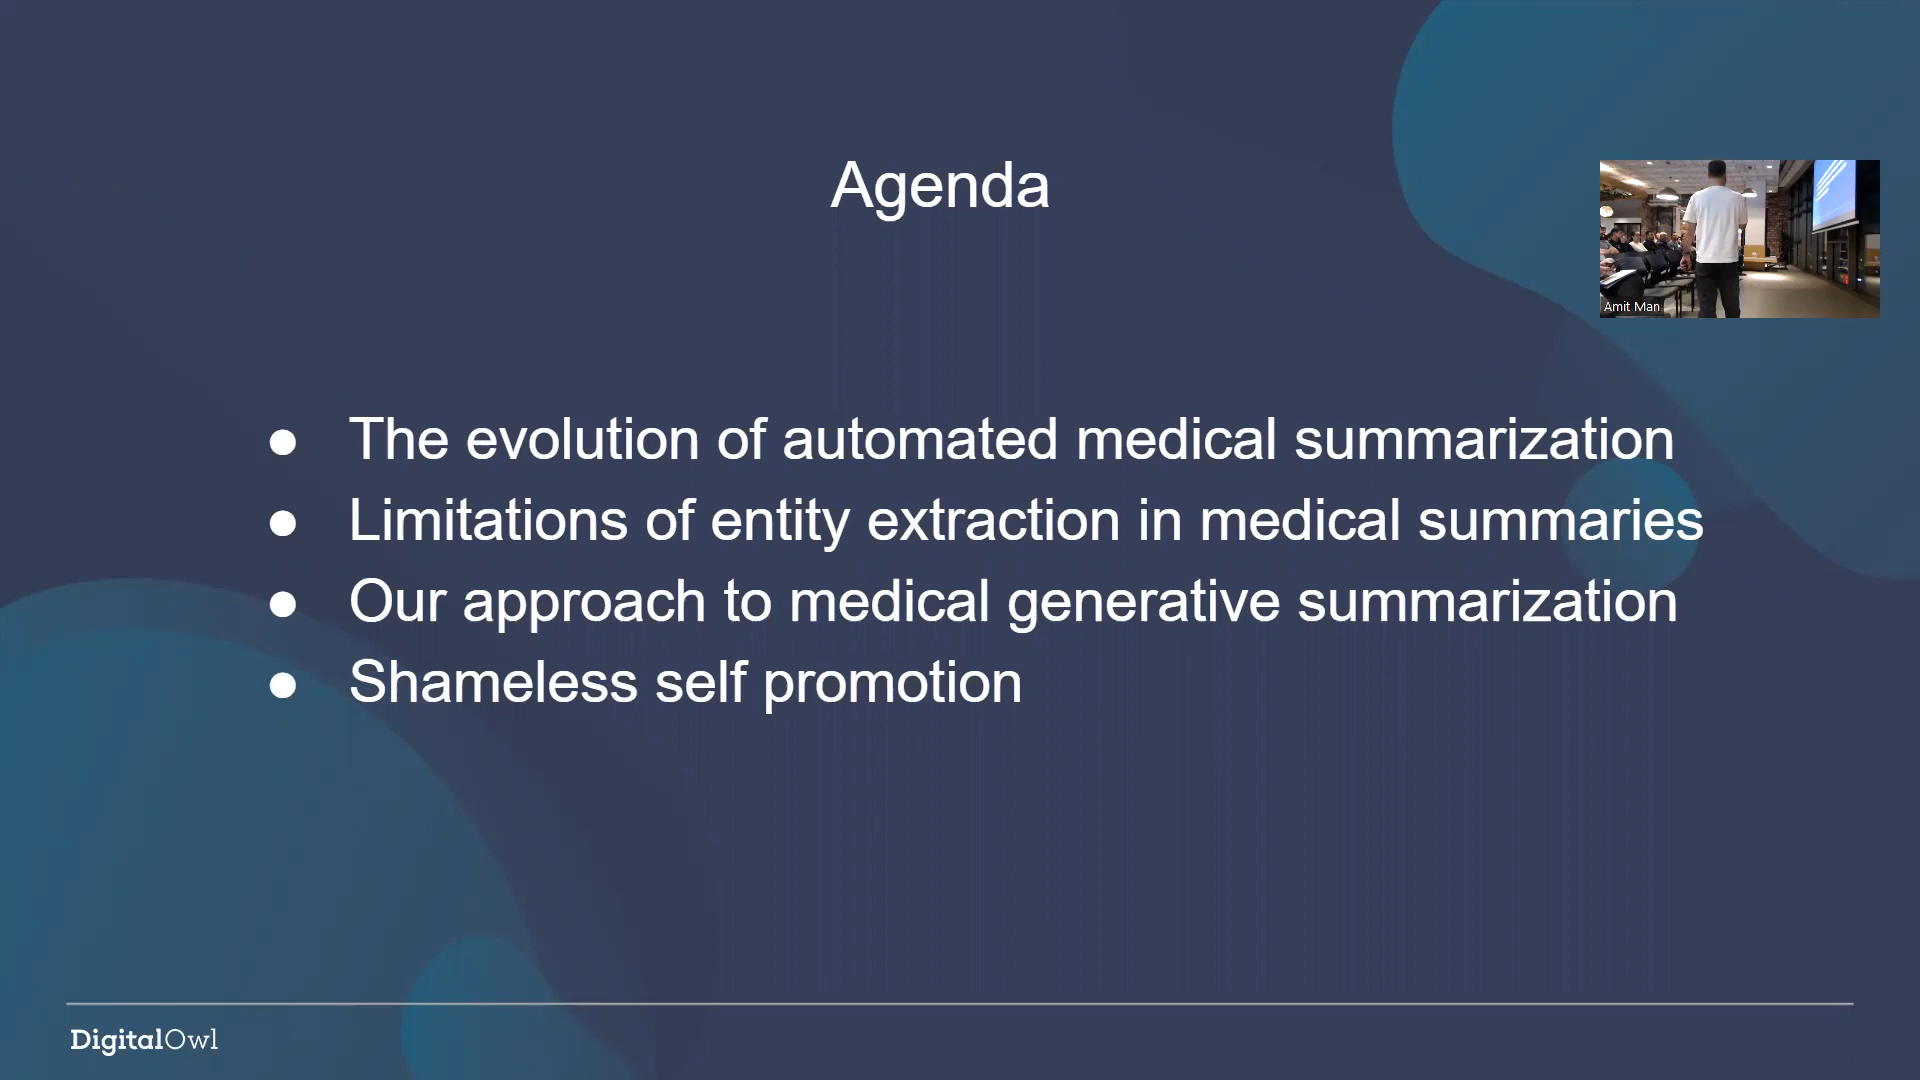 Agenda
Amit Man
● The evolution of automated medical summarization
● Limitations of entity extraction in medical summaries
● Our approach to medical generative summarization
● Shameless self promotion
DigitalOwl